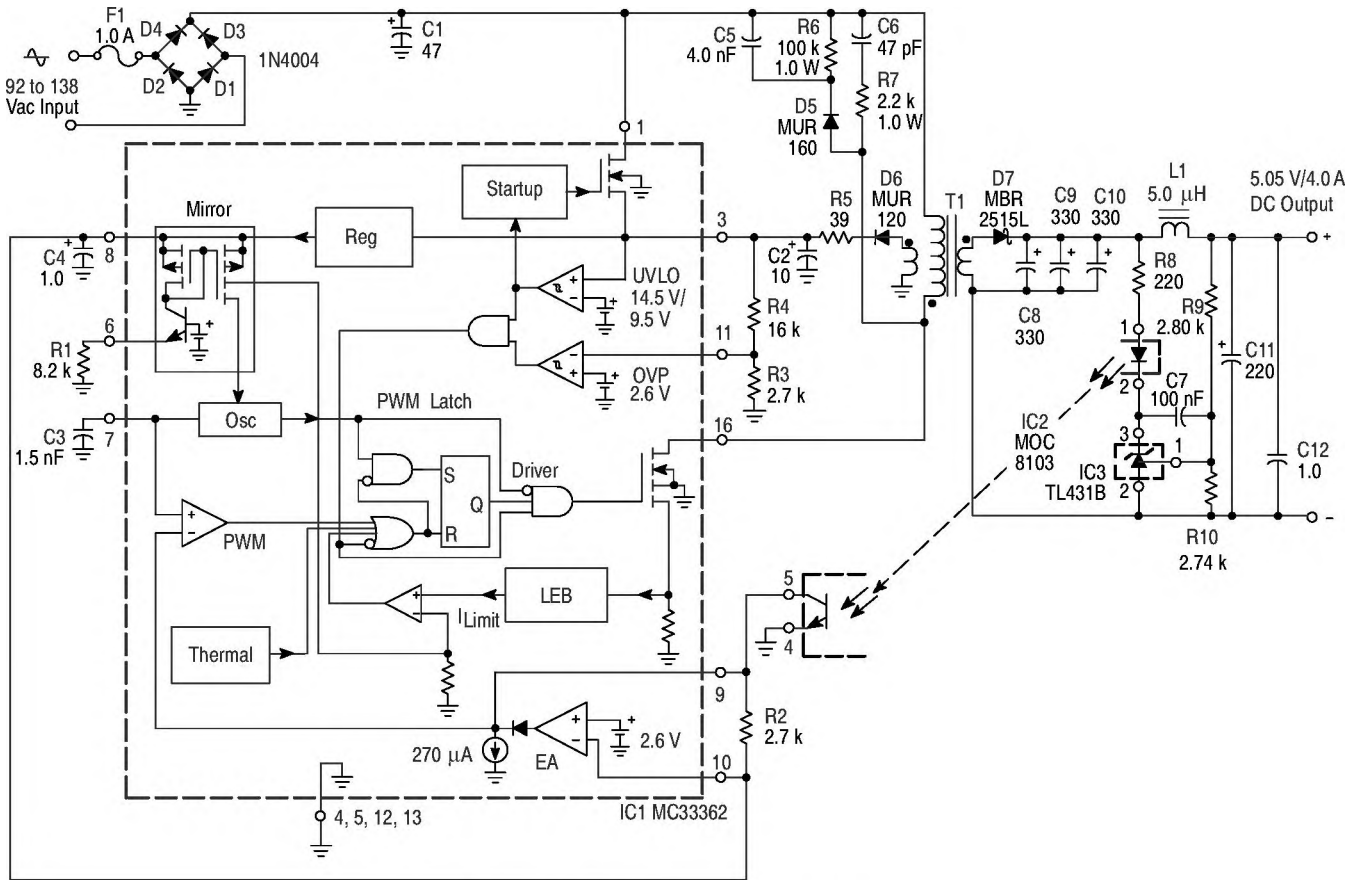 F1
1.0 A
D4
D3
D2
D1
1N4004
92 to 138
Vac Input
C1
47
+
R6
100 k
1.0 W
C5
4.0 nF
C6
47 pF
R7
2.2 k
1.0 W
D5
MUR
160
1
Startup
Mirror
Reg
8
C4
1.0
+
6
R1
8.2 k
C3
1.5 nF
7
Osc
UVLO
14.5 V/
9.5 V
+
−
+
OVP
2.6 V
−
+
+
3
11
16
C2
10
+
R5
39
D6
MUR
120
T1
R4
16 k
R3
2.7 k
D7
MBR
2515L
C9
330
C10
330
C8
330
+
+
+
L1
5.0 μH
5.05 V/4.0 A
DC Output
+
−
R8
220
R9
2.80 k
C11
220
+
C12
1.0
1
2
C7
100 nF
IC2
MOC
8103
3
1
2
IC3
TL431B
R10
2.74 k
PWM Latch
S
Q
R
Driver
+
−
PWM
LEB
+
−
ILimit
Thermal
5
4
9
10
R2
2.7 k
270 μA
EA
+
−
+
2.6 V
4, 5, 12, 13
IC1 MC33362